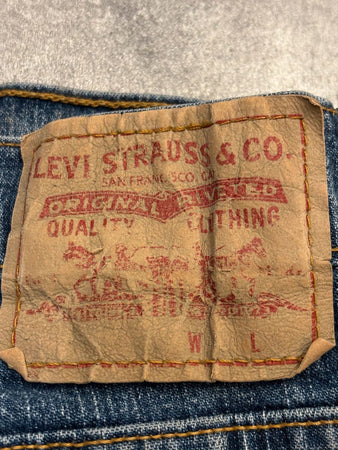 LEVI STRAUSS & CO.
SAN FRANCISCO, CAL
ORIGINAL RIVETED
QUALITY CLOTHING
W L